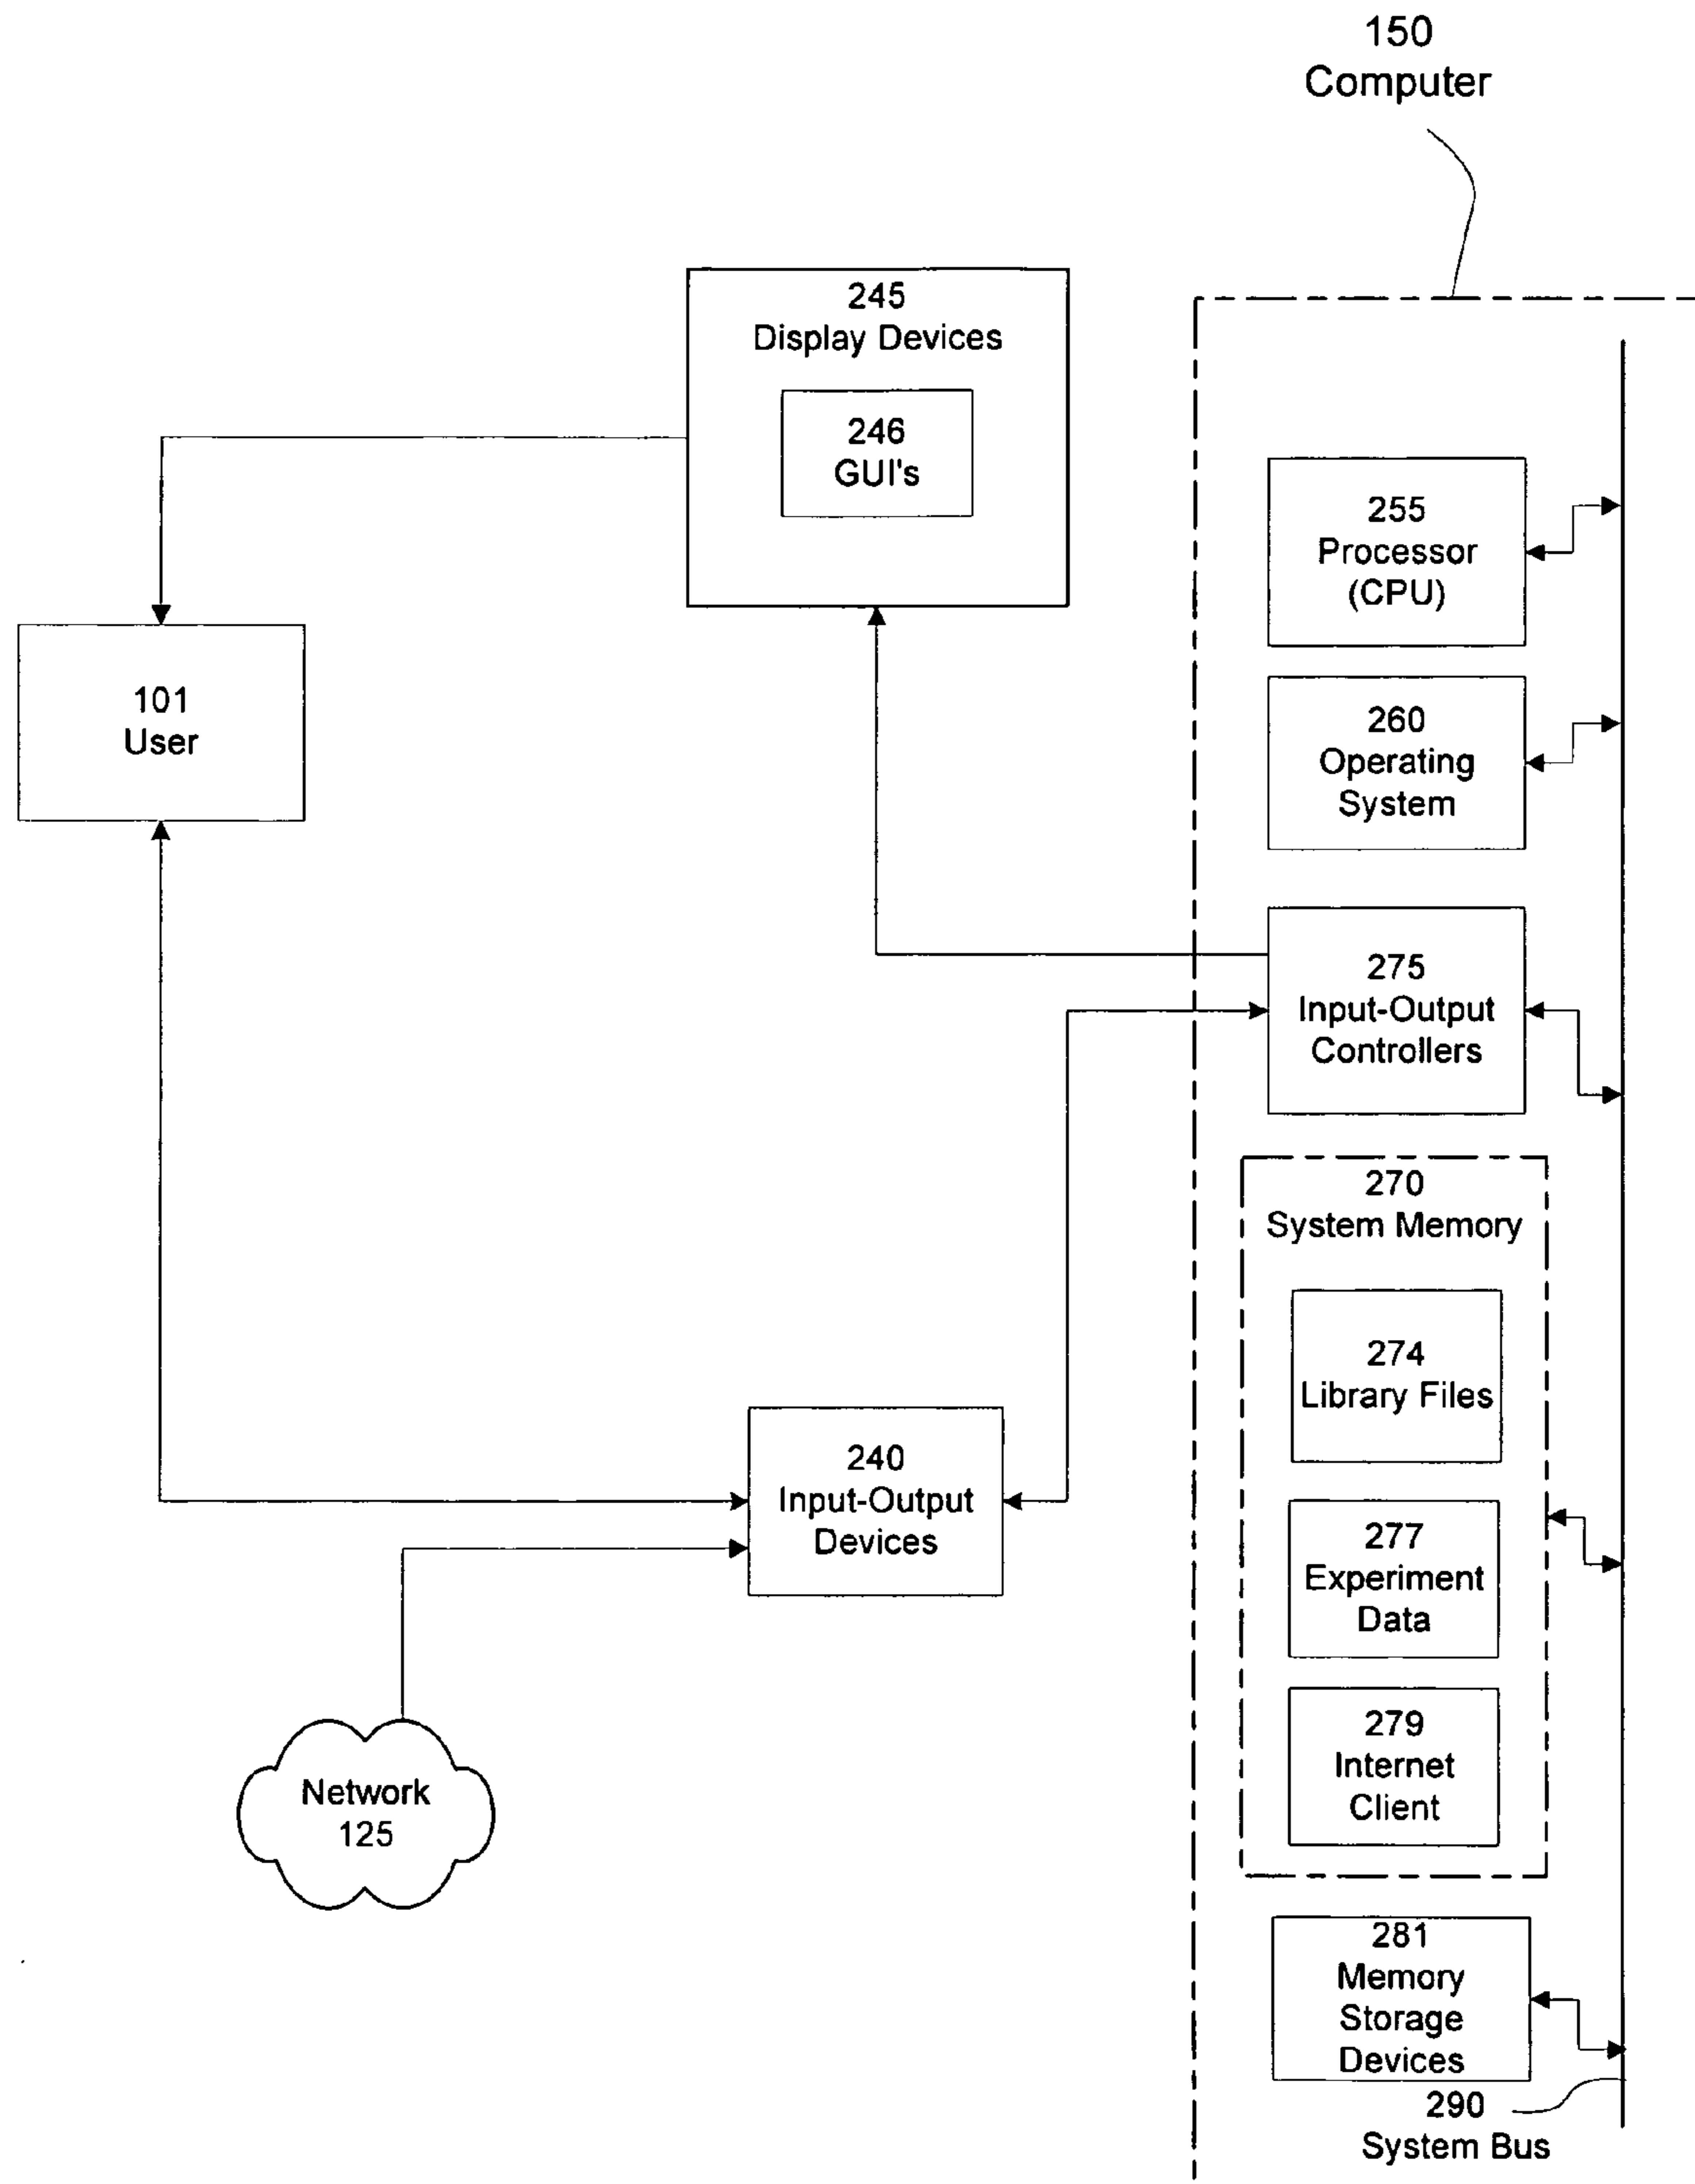 150
Computer
245
Display Devices
246
GUI's
255
Processor
(CPU)
101
User
260
Operating
System
275
Input-Output
Controllers
270
System Memory
274
Library Files
240
Input-Output
Devices
277
Experiment
Data
279
Internet
Client
Network
125
281
Memory
Storage
Devices
290
System Bus